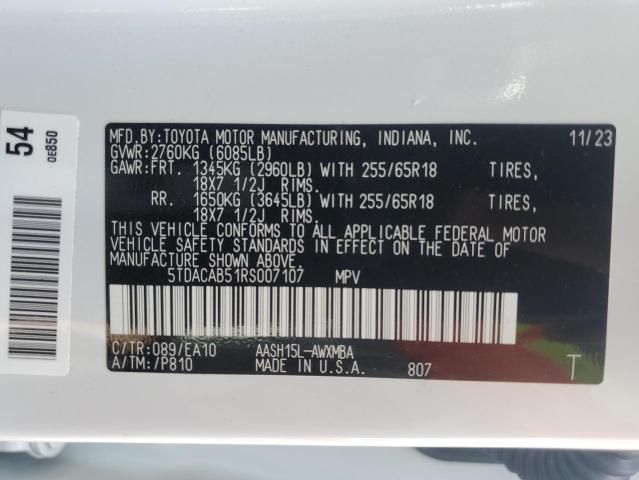 54
0E850
MFD.BY:TOYOTA MOTOR MANUFACTURING, INDIANA, INC. 11/23
GVWR:2760KG (6085LB)
GAWR:FRT. 1345KG (2960LB) WITH 255/65R18 TIRES,
18X7 1/2J RIMS.
RR. 1650KG (3645LB) WITH 255/65R18 TIRES,
18X7 1/2J RIMS.
THIS VEHICLE CONFORMS TO ALL APPLICABLE FEDERAL MOTOR
VEHICLE SAFETY STANDARDS IN EFFECT ON THE DATE OF
MANUFACTURE SHOWN ABOVE.
5TDACAB51RS007107 MPV
C/TR:089/EA10 AASH15L-AWXMBA
A/TM:/P810 MADE IN U.S.A. 807 T